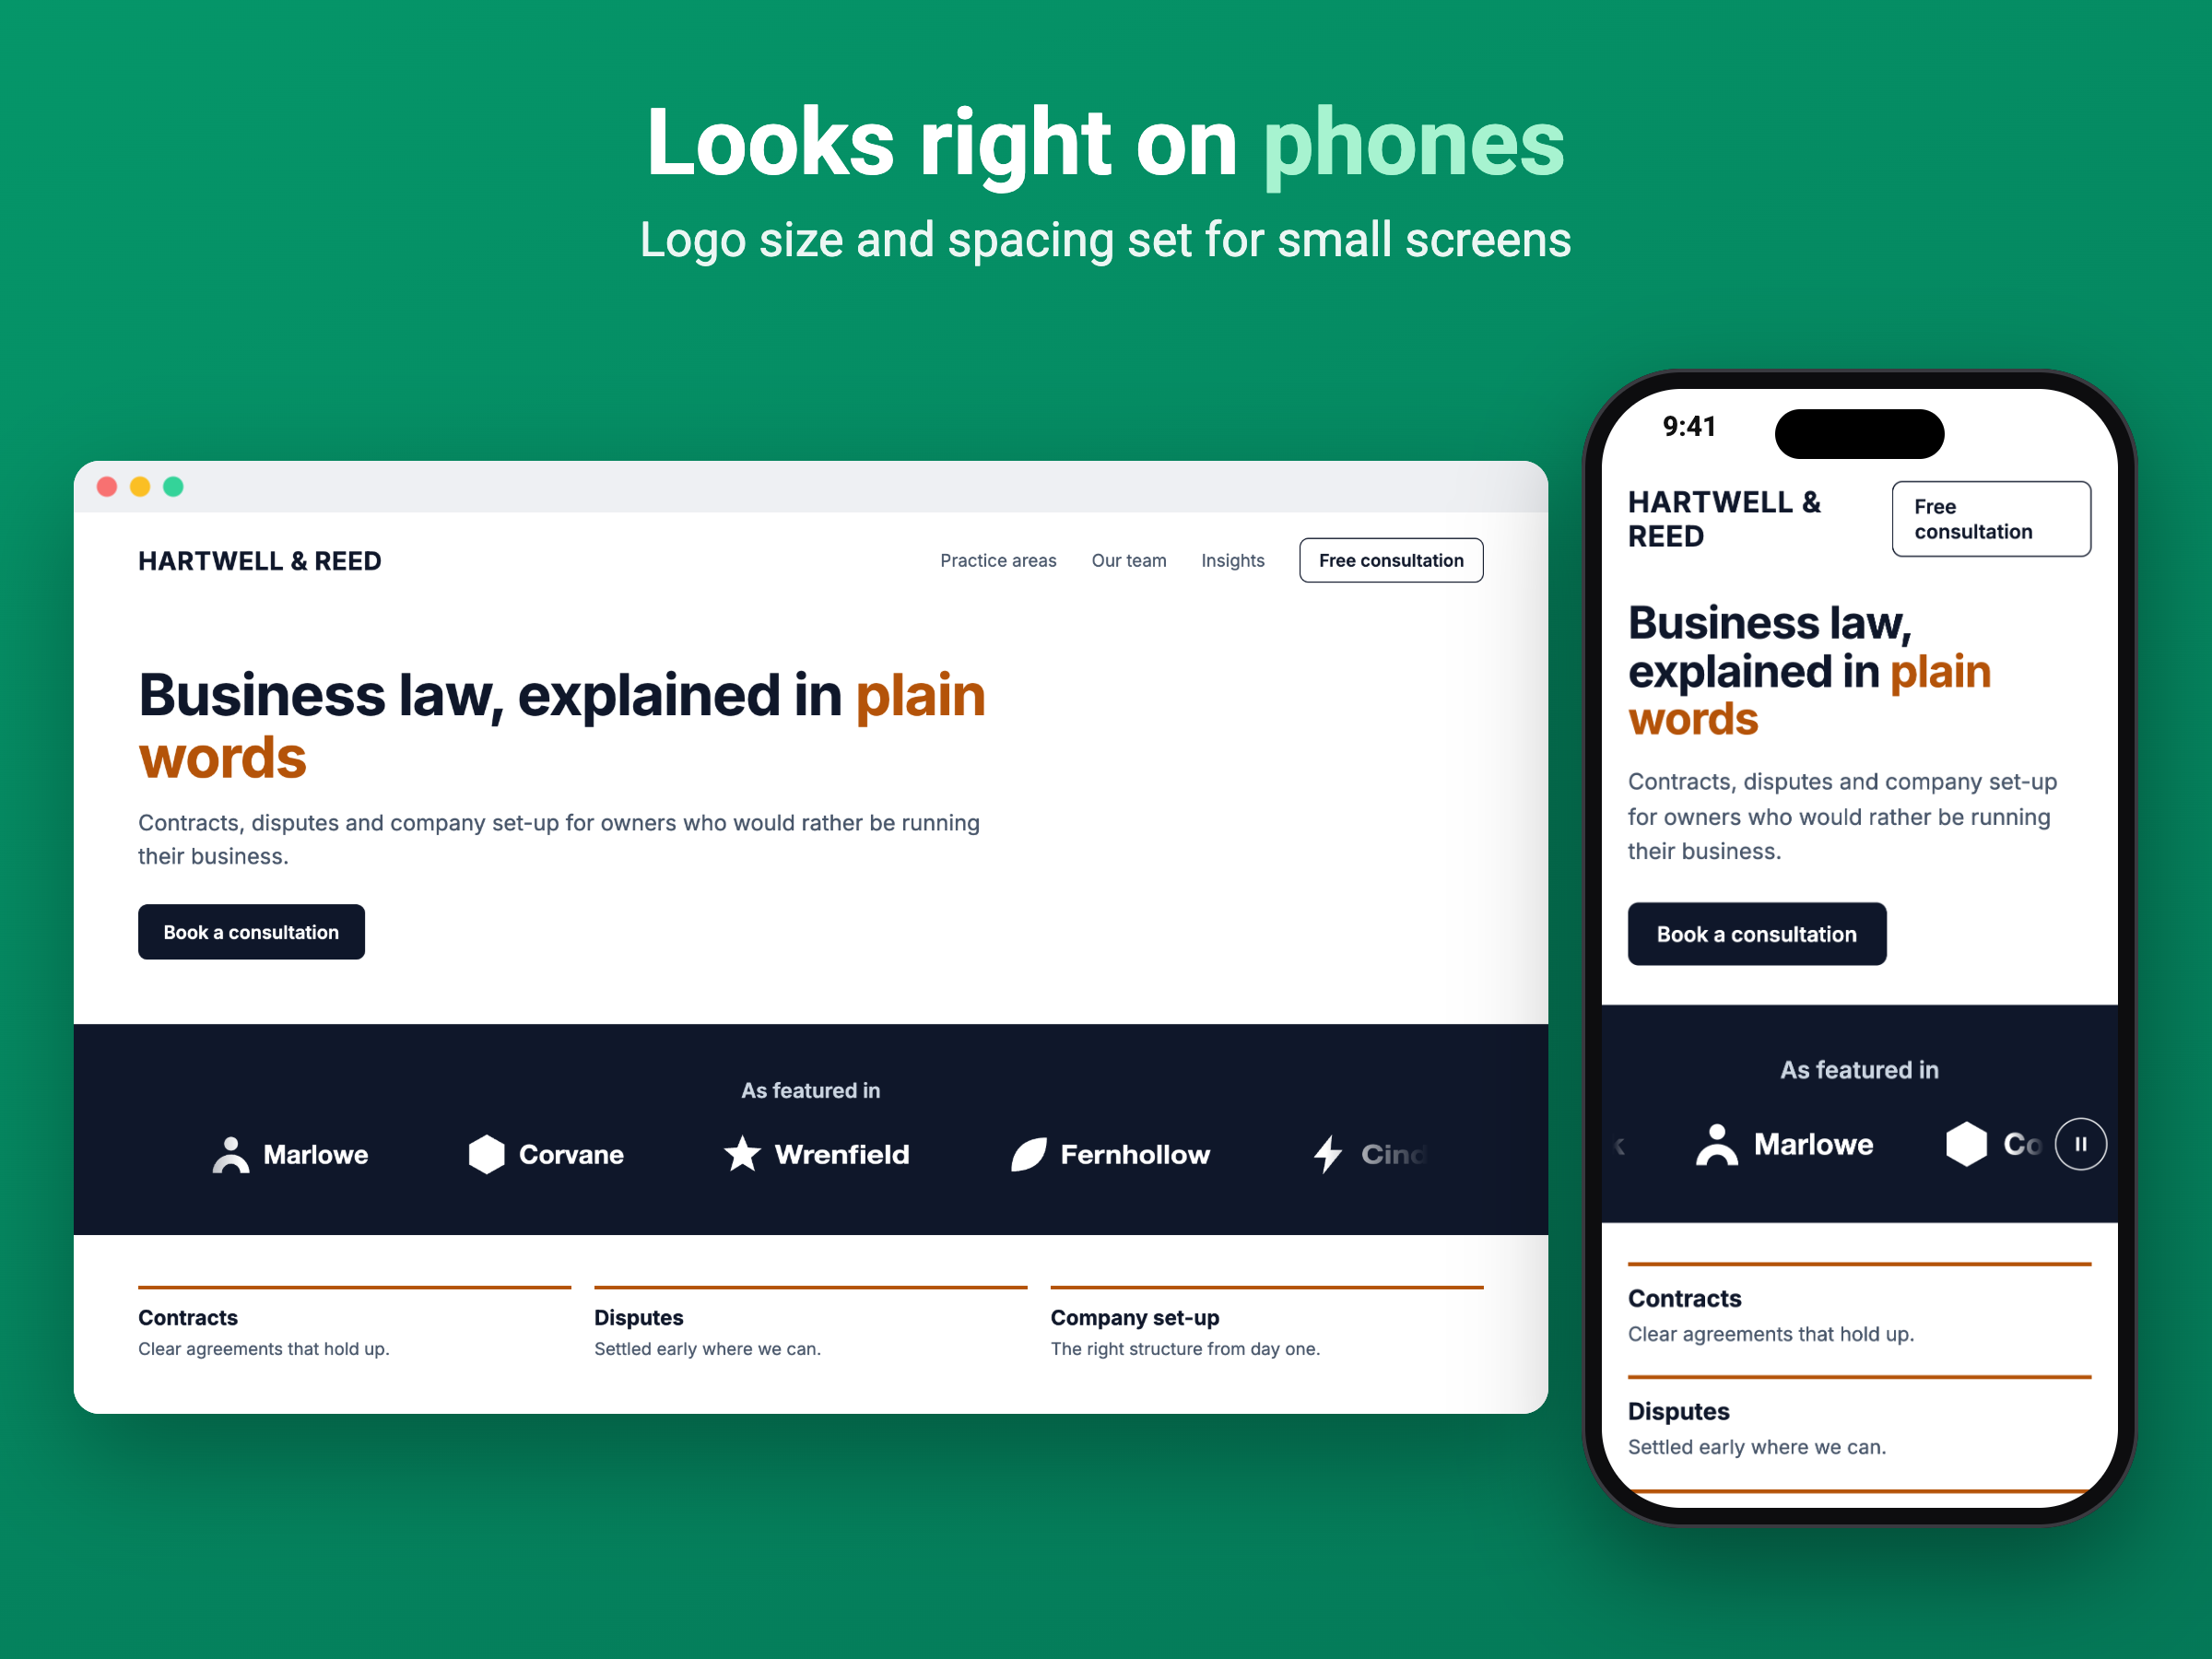 Looks right on phones
Logo size and spacing set for small screens
HARTWELL & REED
Practice areas
Our team
Insights
Free consultation
Business law, explained in plain
words
Contracts, disputes and company set-up for owners who would rather be running
their business.
Book a consultation
As featured in
Marlowe
Corvane
Wrenfield
Fernhollow
Cind
Contracts
Clear agreements that hold up.
Disputes
Settled early where we can.
Company set-up
The right structure from day one.
9:41
HARTWELL &
REED
Free
consultation
Business law,
explained in plain
words
Contracts, disputes and company set-up
for owners who would rather be running
their business.
Book a consultation
As featured in
k
Marlowe
Co
Contracts
Clear agreements that hold up.
Disputes
Settled early where we can.